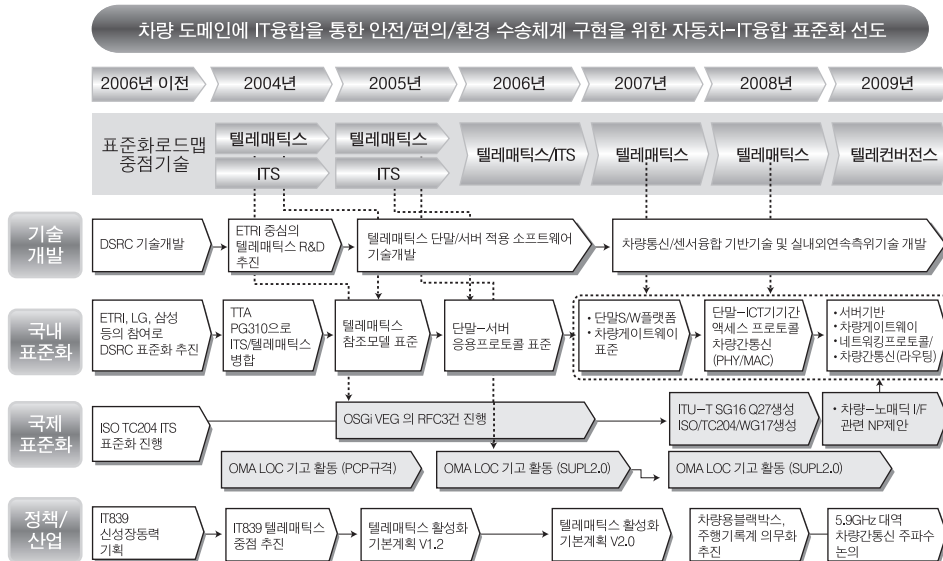 차량 도메인에 IT융합을 통한 안전/편의/환경 수송체계 구현을 위한 자동차-IT융합 표준화 선도
2006년 이전
2004년
2005년
2006년
2007년
2008년
2009년
표준화로드맵
중점기술
텔레매틱스
ITS
텔레매틱스
ITS
텔레매틱스/ITS
텔레매틱스
텔레매틱스
텔레컨버전스
기술
개발
DSRC 기술개발
ETRI 중심의
텔레매틱스 R&D
추진
텔레매틱스 단말/서버 적용 소프트웨어
기술개발
차량통신/센서융합 기반기술 및 실내외연속측위기술 개발
국내
표준화
ETRI, LG, 삼성
등의 참여로
DSRC 표준화 추진
TTA
PG310으로
ITS/텔레매틱스
병합
텔레매틱스
참조모델 표준
단말-서버
응용프로토콜 표준
• 단말S/W플랫폼
• 차량게이트웨이
표준
단말-ICT기기간
액세스 프로토콜
차량간통신
(PHY/MAC)
• 서버기반
• 차량게이트웨이
• 네트워킹프로토콜/
• 차량간통신(라우팅)
국제
표준화
ISO TC204 ITS
표준화 진행
OSGi VEG 의 RFC3건 진행
ITU-T SG16 Q27생성
ISO/TC204/WG17생성
• 차량-노매딕 I/F
관련 NP제안
OMA LOC 기고 활동 (PCP규격)
OMA LOC 기고 활동 (SUPL2.0)
OMA LOC 기고 활동 (SUPL2.0)
정책/
산업
IT839
신성장동력
기획
IT839 텔레매틱스
중점 추진
텔레매틱스 활성화
기본계획 V1.2
텔레매틱스 활성화
기본계획 V2.0
차량용블랙박스,
주행기록계 의무화
추진
5.9GHz 대역
차량간통신 주파수
논의